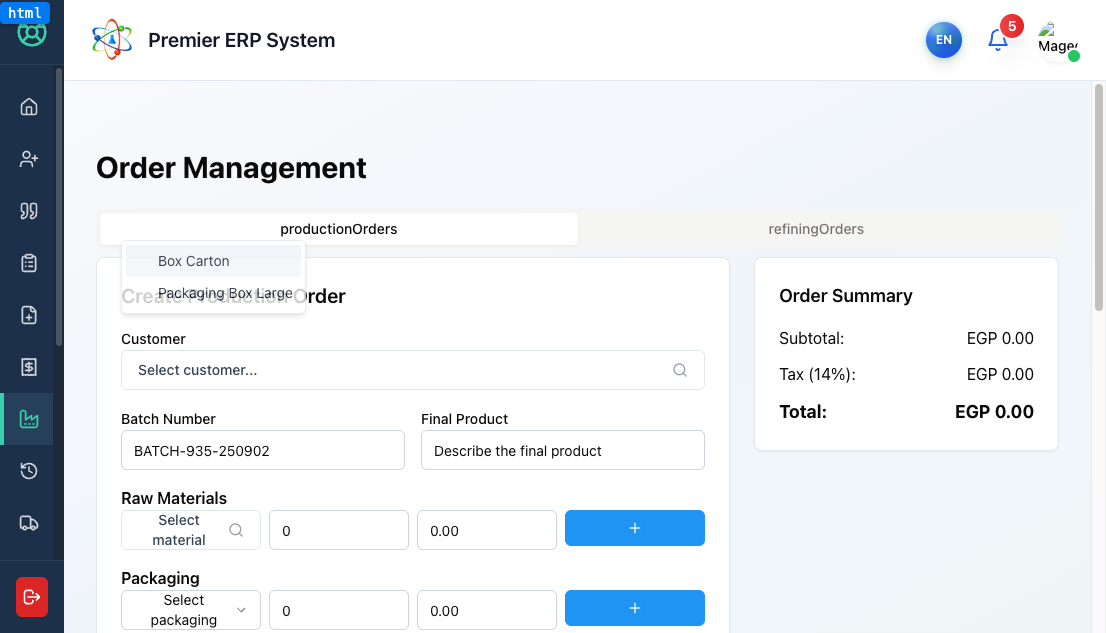 html
Premier ERP System
EN
5
Maged
Order Management
productionOrders
refiningOrders
Box Carton
Packaging Box Large
Create Production Order
Customer
Select customer...
Batch Number
Final Product
BATCH-935-250902
Describe the final product
Raw Materials
Select
material
0
0.00
+
Packaging
Select
packaging
0
0.00
+
Order Summary
Subtotal:
EGP 0.00
Tax (14%):
EGP 0.00
Total:
EGP 0.00